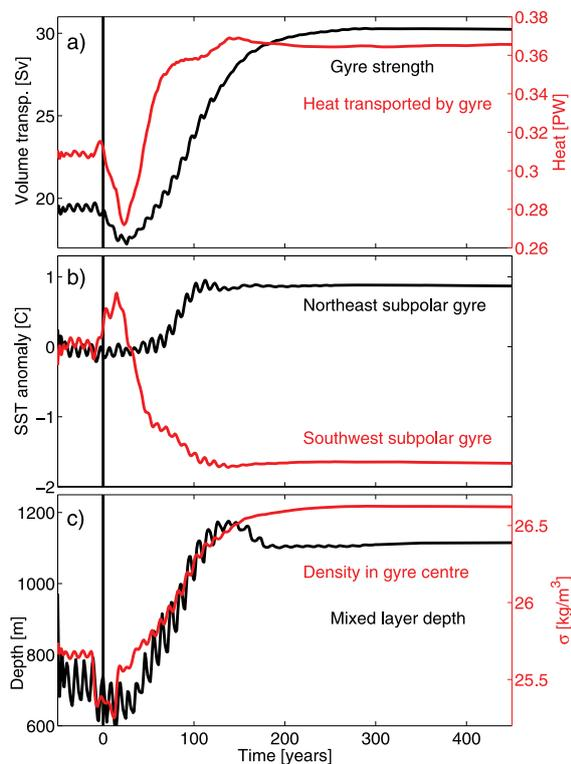 a)
Volume transp. [Sv]
30
25
20
Gyre strength
Heat transported by gyre
0.38
0.36
0.34
0.32
0.3
0.28
0.26
Heat [PW]
b)
SST anomaly [C]
1
0
−1
−2
Northeast subpolar gyre
Southwest subpolar gyre
c)
Depth [m]
1200
1000
800
600
Density in gyre centre
Mixed layer depth
26.5
26
25.5
σ [kg/m³]
0 100 200 300 400
Time [years]